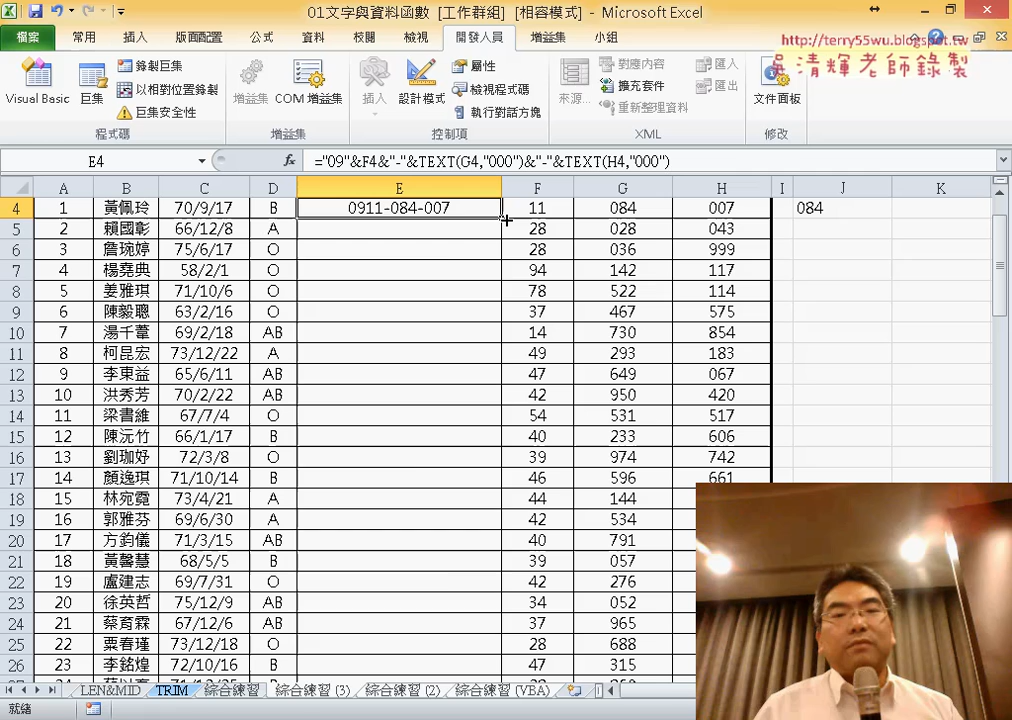 01文字與資料函數 [工作群組] [相容模式] - Microsoft Excel
檔案 常用 插入 版面配置 公式 資料 校閱 檢視 開發人員 增益集 小組
http://terry55wu.blogspot.tw
吳清輝老師錄製
Visual Basic 巨集 錄製巨集 以相對位置錄製 巨集安全性 增益集 COM 增益集 插入 設計模式 屬性 檢視程式碼 執行對話方塊 來源... 對應內容 擴充套件 重新整理資料 匯入 匯出 文件面板
程式碼 增益集 控制項 XML 修改
E4 fx ="09"&F4&"-"&TEXT(G4,"000")&"-"&TEXT(H4,"000")
A B C D E F G H I J K
4 1 黃佩玲 70/9/17 B 0911-084-007 11 084 007 084
5 2 賴國彰 66/12/8 A 28 028 043
6 3 詹琬婷 75/6/17 O 28 036 999
7 4 楊堯典 58/2/1 O 94 142 117
8 5 姜雅琪 71/10/6 O 78 522 114
9 6 陳毅聰 63/2/16 O 37 467 575
10 7 湯千葦 69/2/18 AB 14 730 854
11 8 柯昆宏 73/12/22 A 49 293 183
12 9 李東益 65/6/11 AB 47 649 067
13 10 洪秀芳 70/2/22 AB 42 950 420
14 11 梁書維 67/7/4 O 54 531 517
15 12 陳沅竹 66/1/17 B 40 233 606
16 13 劉珈妤 72/3/8 O 39 974 742
17 14 顏逸琪 71/10/14 B 46 596 661
18 15 林宛霓 73/4/21 A 44 144
19 16 郭雅芬 69/6/30 A 42 534
20 17 方鈞儀 71/3/15 AB 40 791
21 18 黃馨慧 68/5/5 B 39 057
22 19 盧建志 69/7/31 O 42 276
23 20 徐英哲 75/12/9 AB 34 052
24 21 蔡育霖 67/12/6 AB 37 965
25 22 粟春瑾 73/12/18 O 28 688
26 23 李銘煌 72/10/16 B 47 315
LEN&MID TRIM 綜合練習 綜合練習 (3) 綜合練習 (2) 綜合練習 (VBA)
就緒